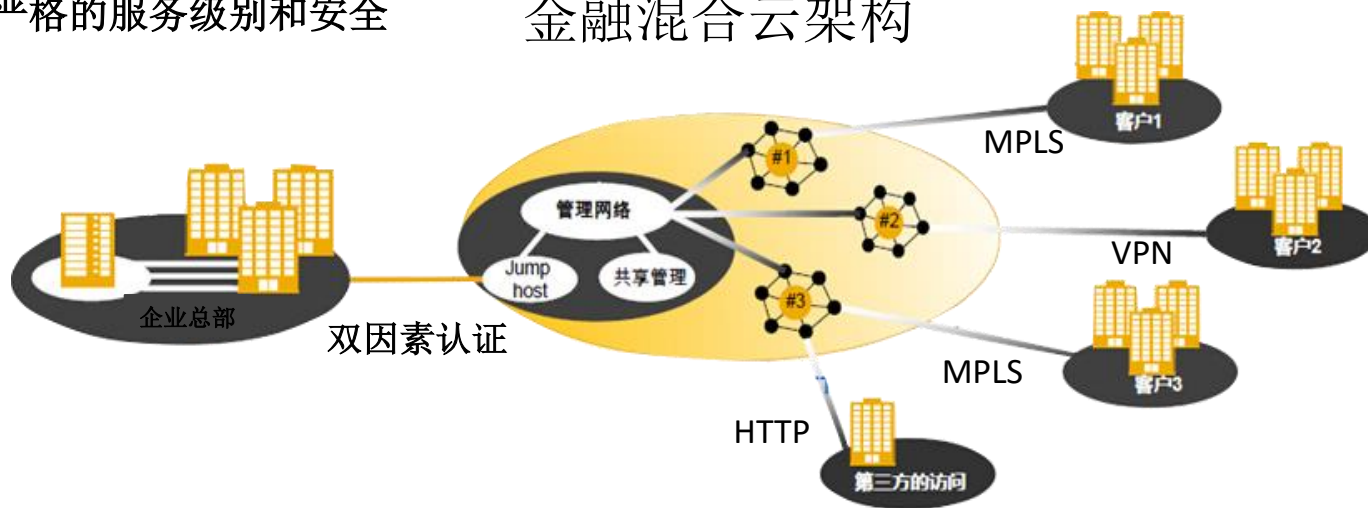 严格的服务级别和安全
金融混合云架构
客户1
MPLS
#1
管理网络
#2
客户2
VPN
Jump
host
共享管理
#3
企业总部
双因素认证
MPLS
客户3
HTTP
第三方的访问